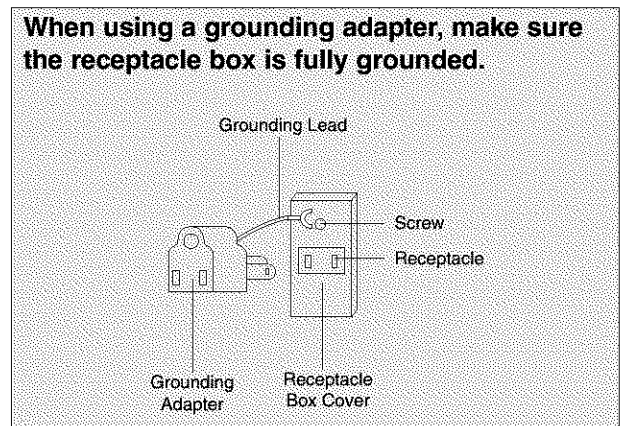 When using a grounding adapter, make sure
the receptacle box is fully grounded.
Grounding Lead
Screw
Receptacle
Grounding
Adapter
Receptacle
Box Cover